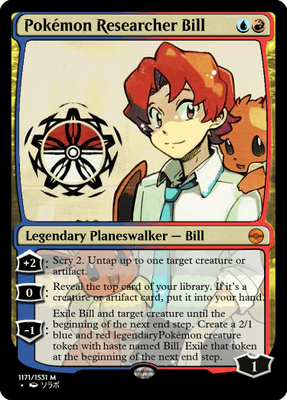 Pokémon Researcher Bill
Legendary Planeswalker — Bill
+2 Scry 2. Untap up to one target creature or
artifact.
0 Reveal the top card of your library. If it's a
creature or artifact card, put it into your hand.
-1 Exile Bill and target creature until the
beginning of the next end step. Create a 2/1
blue and red legendaryPokémon creature
token with haste named Bill. Exile that token
at the beginning of the next end step.
1
1171/1531 M
• ソラボ